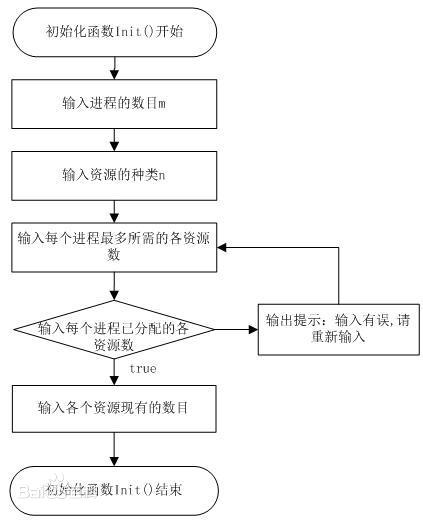 初始化函数Init()开始
输入进程的数目m
输入资源的种类n
输入每个进程最多所需的各资源
数
输入每个进程已分配的各
资源数
输出提示：输入有误,请
重新输入
true
输入各个资源现有的数目
初始化函数Init()结束